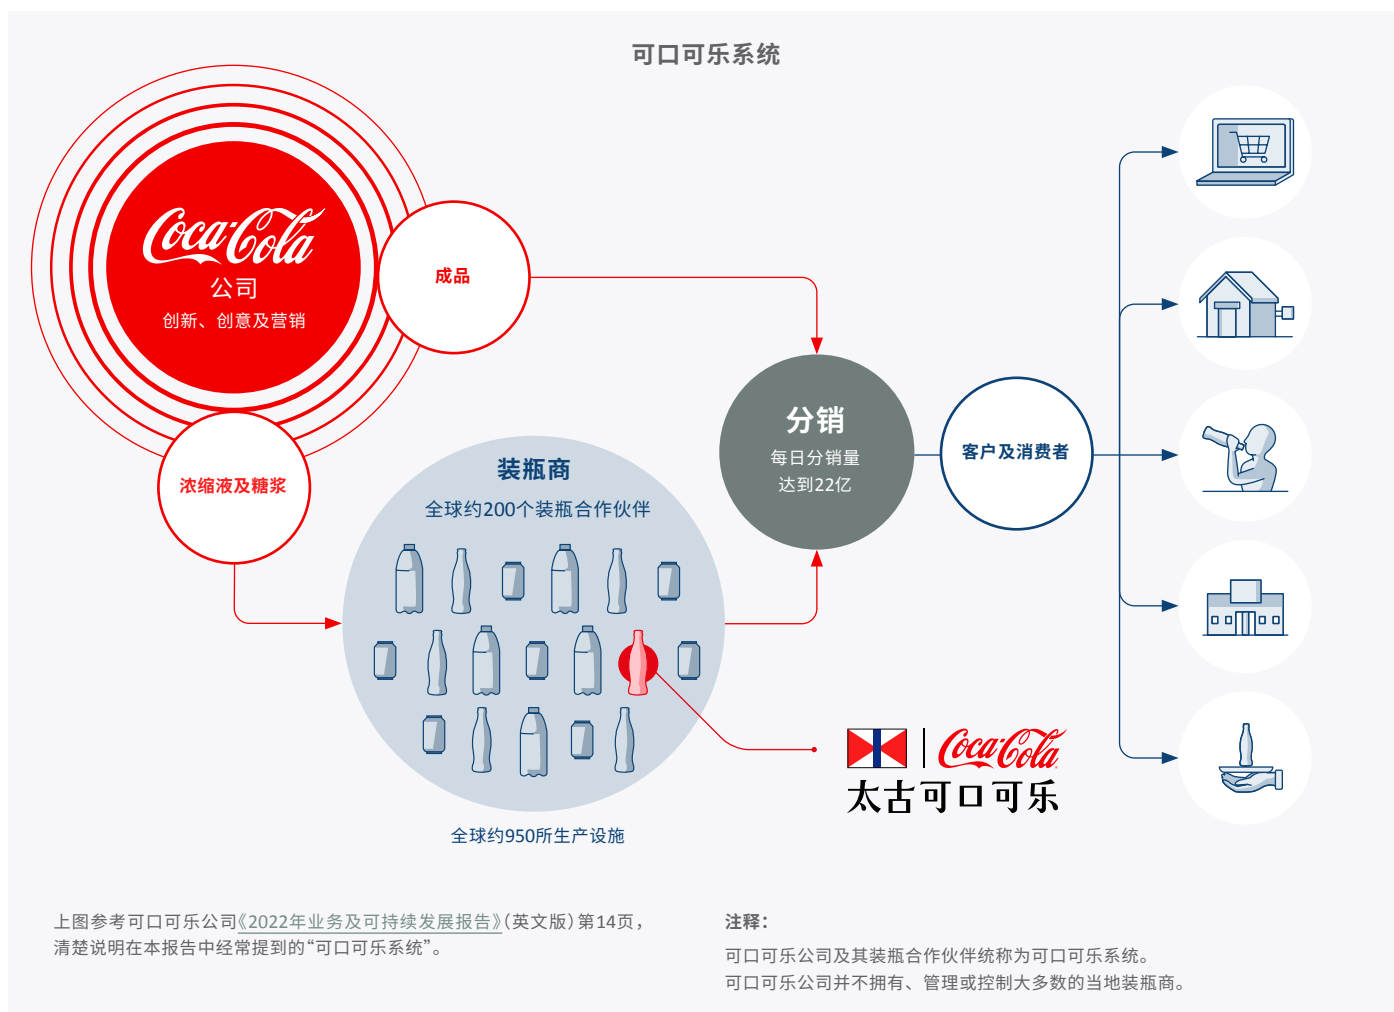 可口可乐系统
Coca-Cola
公司
创新、创意及营销
成品
浓缩液及糖浆
装瓶商
全球约200个装瓶合作伙伴
全球约950所生产设施
分销
每日分销量
达到22亿
客户及消费者
Coca-Cola
太古可口可乐
上图参考可口可乐公司《2022年业务及可持续发展报告》(英文版)第14页，
清楚说明在本报告中经常提到的“可口可乐系统”。
注释：
可口可乐公司及其装瓶合作伙伴统称为可口可乐系统。
可口可乐公司并不拥有、管理或控制大多数的当地装瓶商。